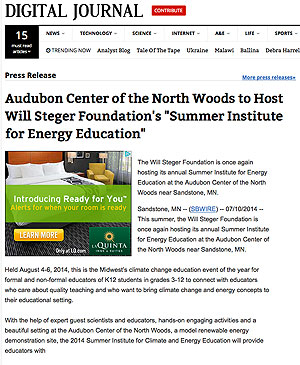 DIGITAL JOURNAL CONTRIBUTE
15
must read
articles
NEWS TECHNOLOGY SCIENCE INTERNET A&E LIFE
TRENDING NOW Analyst Blog Tale Of The Tape Ukraine Malawi Ballina Debra Harrel
Press Release
More press releases»
Audubon Center of the North Woods to Host
Will Steger Foundation's "Summer Institute
for Energy Education"
Introducing Ready for You™
Alerts for when your room is ready
LEARN MORE
Only at LQ.com
LAQUINTA
INNS & SUITES
The Will Steger Foundation is once again
hosting its annual Summer Institute for Energy
Education at the Audubon Center of the North
Woods near Sandstone, MN.
Sandstone, MN -- (SBWIRE) -- 07/10/2014 --
This summer, the Will Steger Foundation is
once again hosting its annual Summer Institute
for Energy Education at the Audubon Center of
the North Woods near Sandstone, MN.
Held August 4-6, 2014, this is the Midwest's climate change education event of the year for
formal and non-formal educators of K12 students in grades 3-12 to connect with educators
who care about quality teaching and who want to bring climate change and energy concepts to
their educational setting.
With the help of expert guest scientists and educators, hands-on engaging activities and a
beautiful setting at the Audubon Center of the North Woods, a model renewable energy
demonstration site, the 2014 Summer Institute for Climate and Energy Education will provide
educators with